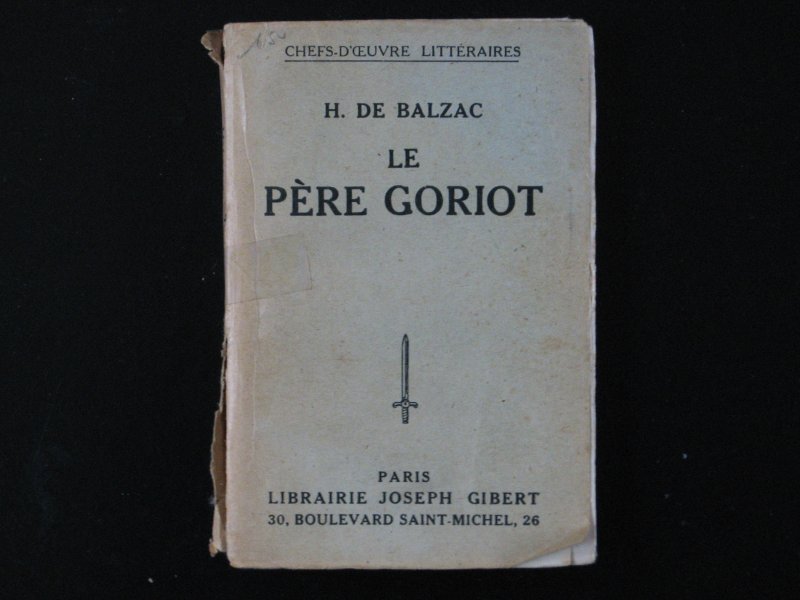 CHEFS-D'ŒUVRE LITTÉRAIRES
H. DE BALZAC
LE
PÈRE GORIOT
PARIS
LIBRAIRIE JOSEPH GIBERT
30, BOULEVARD SAINT-MICHEL, 26